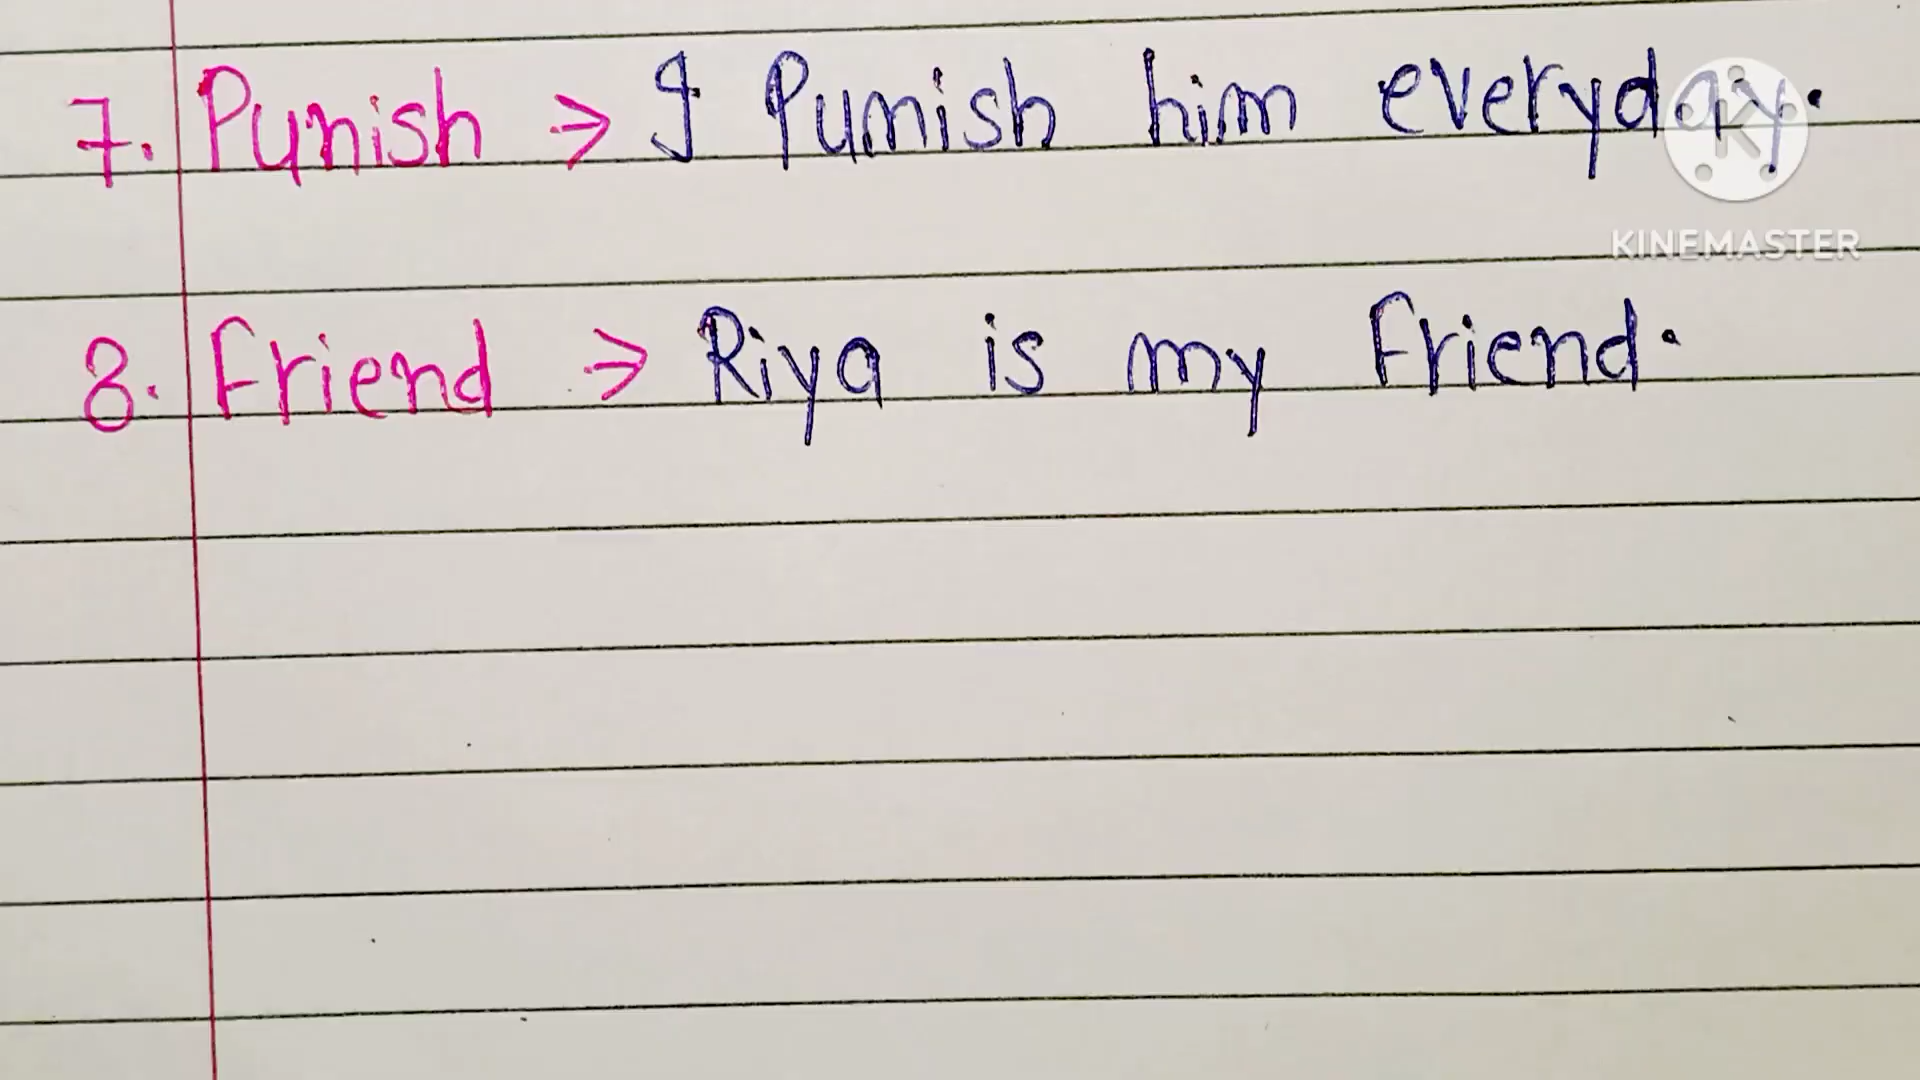 7. Punish → I Punish him everyday.
KINEMASTER
8. Friend → Riya is my Friend.